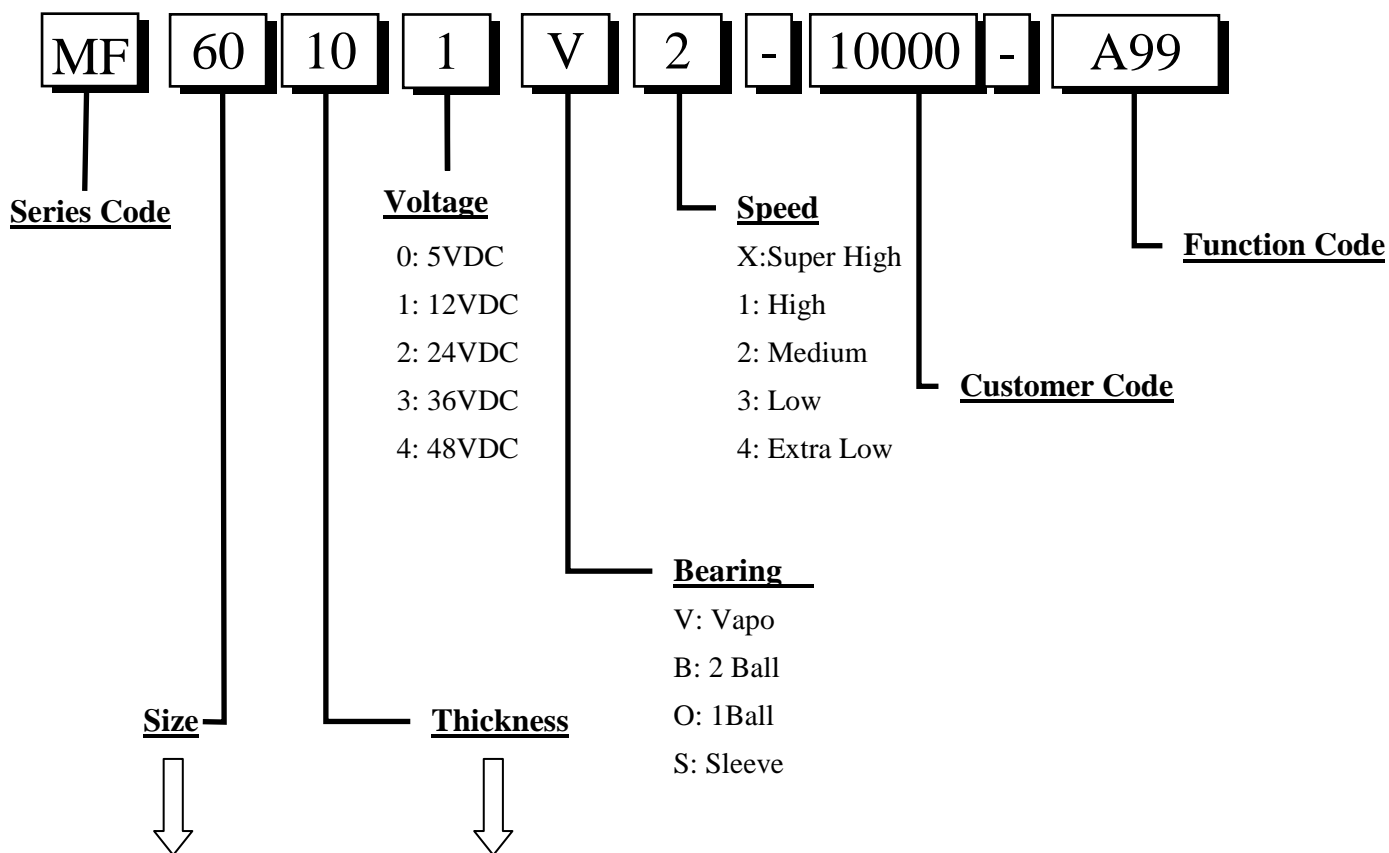 MF 60 10 1 V 2 - 10000 - A99
Series Code
Voltage
0: 5VDC
1: 12VDC
2: 24VDC
3: 36VDC
4: 48VDC
Speed
X:Super High
1: High
2: Medium
3: Low
4: Extra Low
Function Code
Customer Code
Bearing
V: Vapo
B: 2 Ball
O: 1Ball
S: Sleeve
Size
Thickness